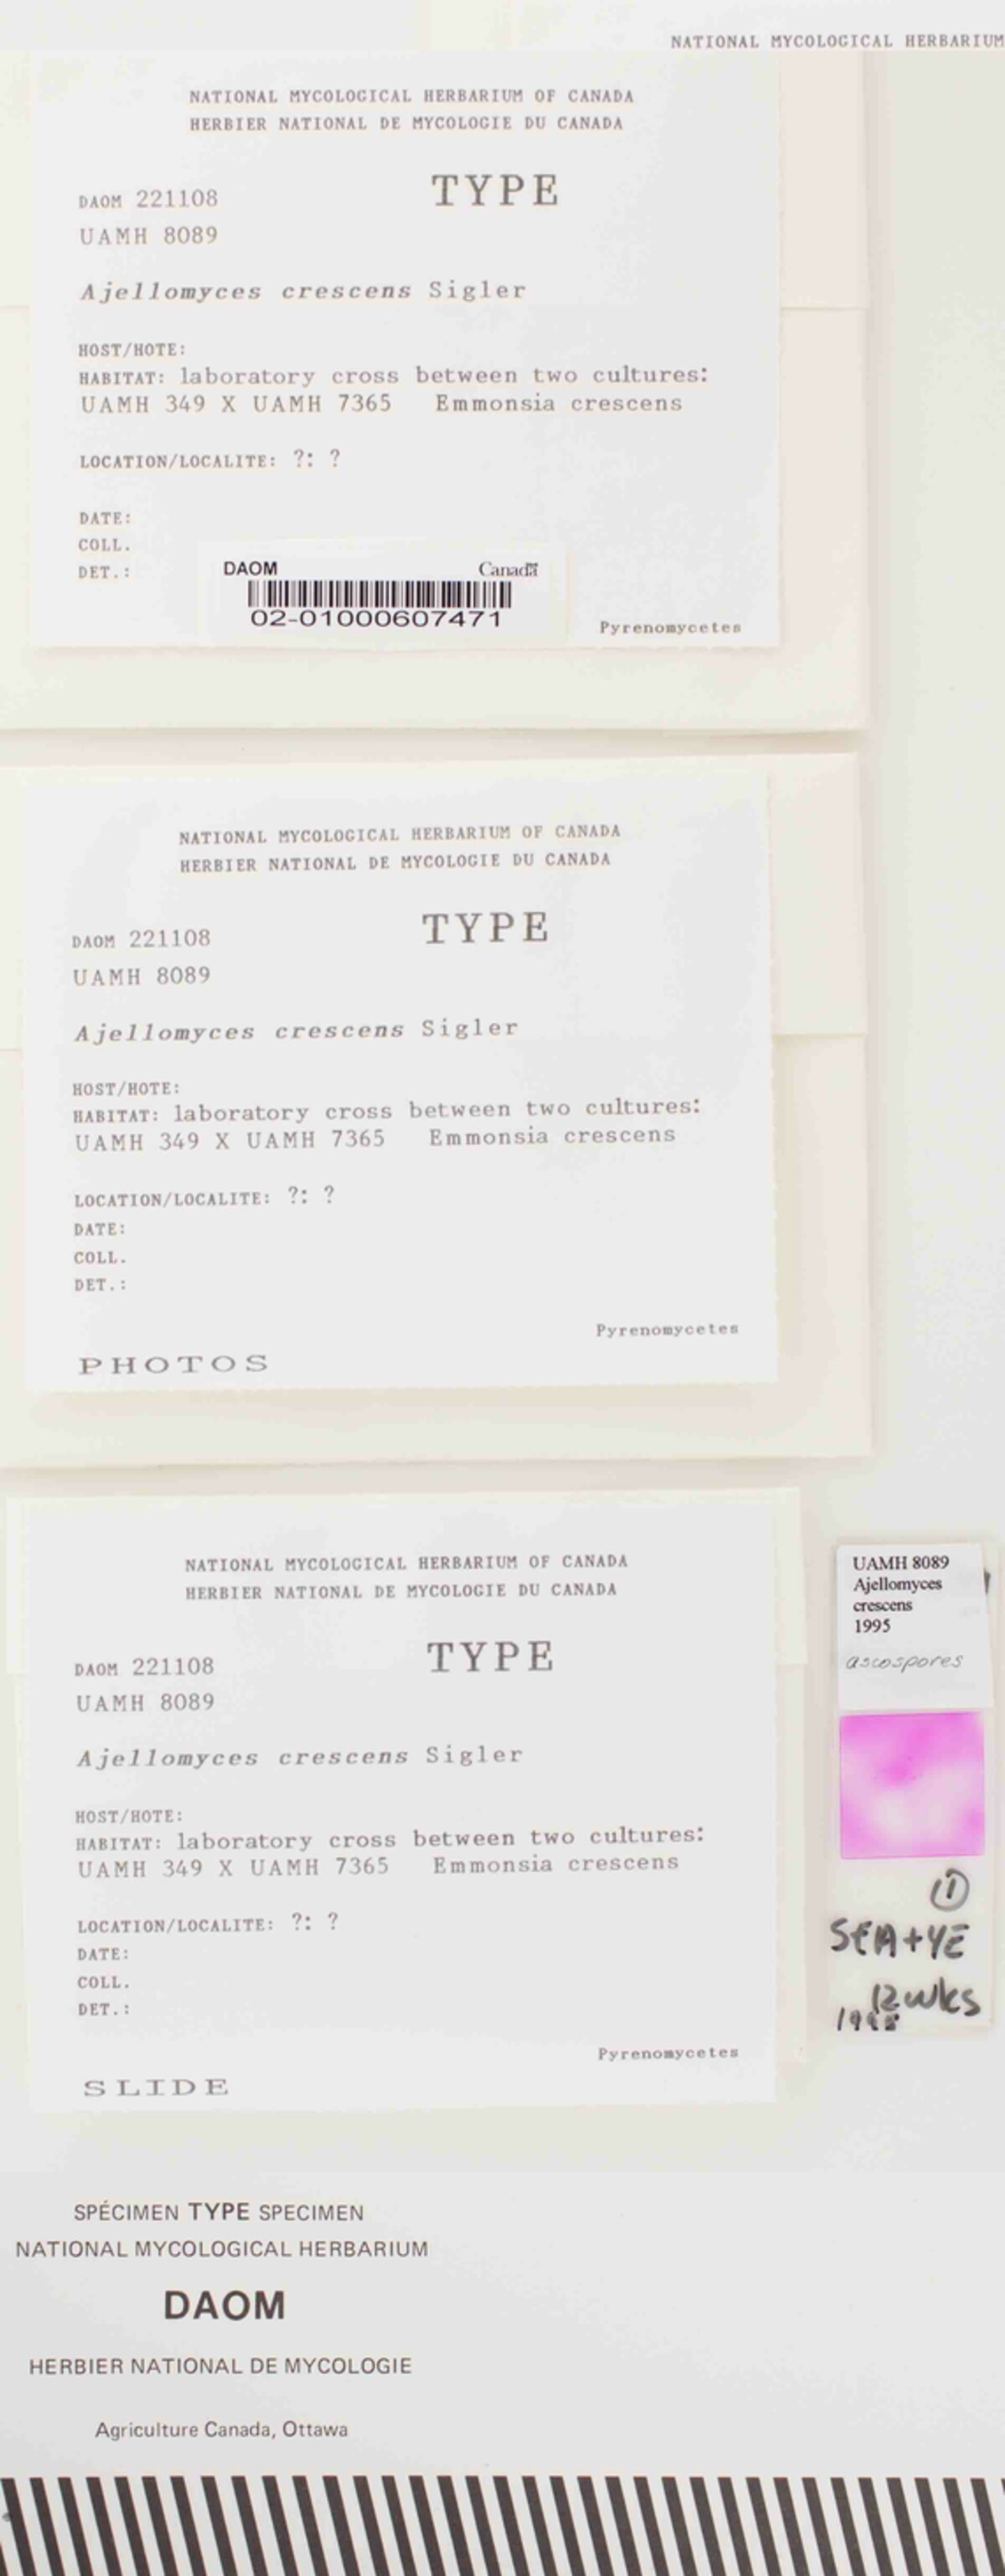 NATIONAL MYCOLOGICAL HERBARIUM
NATIONAL MYCOLOGICAL HERBARIUM OF CANADA
HERBIER NATIONAL DE MYCOLOGIE DU CANADA
DAOM 221108 TYPE
UAMH 8089
Ajellomyces crescens Sigler
HOST/HOTE:
HABITAT: laboratory cross between two cultures:
UAMH 349 X UAMH 7365 Emmonsia crescens
LOCATION/LOCALITE: ?: ?
DATE:
COLL.
DET.:
DAOM Canada
02-01000607471
Pyrenomycetes
NATIONAL MYCOLOGICAL HERBARIUM OF CANADA
HERBIER NATIONAL DE MYCOLOGIE DU CANADA
DAOM 221108 TYPE
UAMH 8089
Ajellomyces crescens Sigler
HOST/HOTE:
HABITAT: laboratory cross between two cultures:
UAMH 349 X UAMH 7365 Emmonsia crescens
LOCATION/LOCALITE: ?: ?
DATE:
COLL.
DET.:
Pyrenomycetes
PHOTOS
NATIONAL MYCOLOGICAL HERBARIUM OF CANADA
HERBIER NATIONAL DE MYCOLOGIE DU CANADA
DAOM 221108 TYPE
UAMH 8089
Ajellomyces crescens Sigler
HOST/HOTE:
HABITAT: laboratory cross between two cultures:
UAMH 349 X UAMH 7365 Emmonsia crescens
LOCATION/LOCALITE: ?: ?
DATE:
COLL.
DET.:
Pyrenomycetes
SLIDE
UAMH 8089
Ajellomyces
crescens
1995
ascospores
1
12wks
SPÉCIMEN TYPE SPECIMEN
NATIONAL MYCOLOGICAL HERBARIUM
DAOM
HERBIER NATIONAL DE MYCOLOGIE
Agriculture Canada, Ottawa